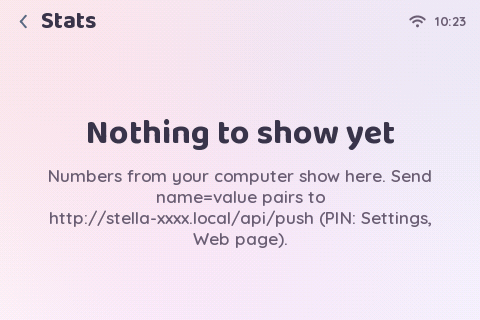 Stats
10:23
Nothing to show yet
Numbers from your computer show here. Send
name=value pairs to
http://stella-xxxx.local/api/push (PIN: Settings,
Web page).